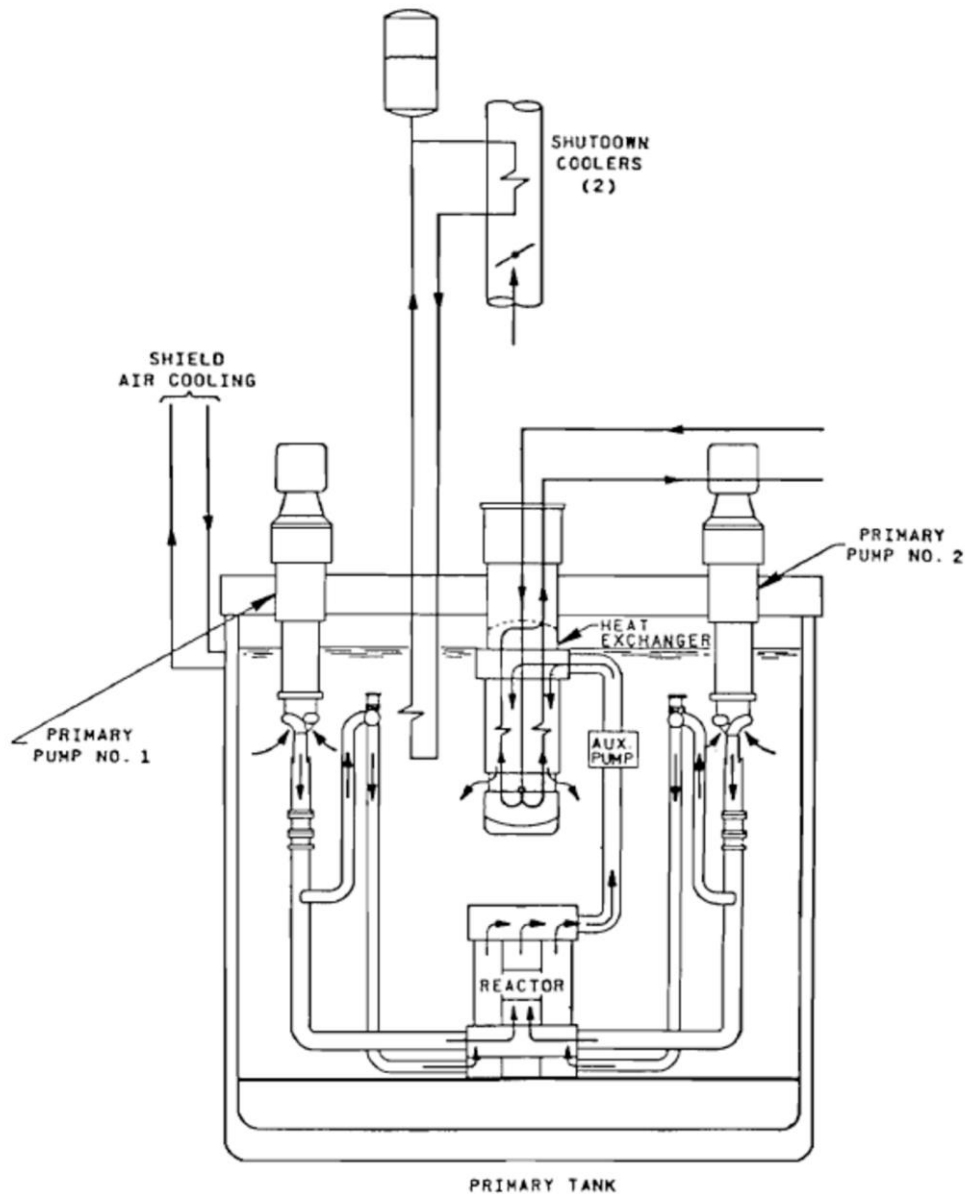 SHUTDOWN
COOLERS
(2)
SHIELD
AIR COOLING
PRIMARY
PUMP NO. 2
HEAT
EXCHANGER
PRIMARY
PUMP NO. 1
AUX.
PUMP
REACTOR
PRIMARY TANK